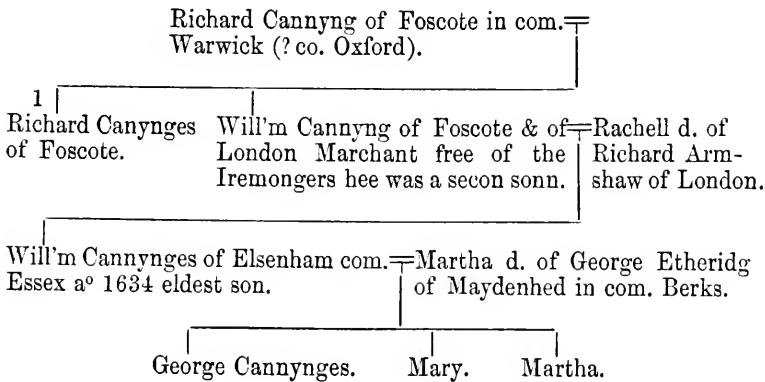 Richard Cannyng of Foscote in com.
Warwick (? co. Oxford).
1
Richard Canynges
of Foscote.
Will'm Cannyng of Foscote & of
London Marchant free of the
Iremongers hee was a secon sonn.
Rachell d. of
Richard Arm-
shaw of London.
Will'm Cannynges of Elsenham com.
Essex aº 1634 eldest son.
Martha d. of George Etheridg
of Maydenhed in com. Berks.
George Cannynges. Mary. Martha.